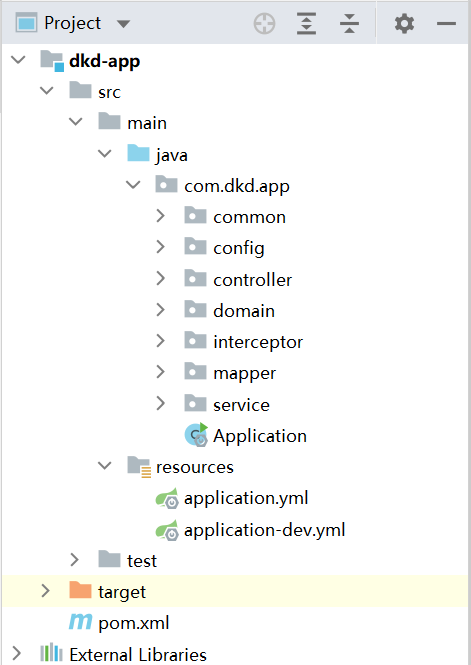 Project
dkd-app
src
main
java
com.dkd.app
common
config
controller
domain
interceptor
mapper
service
Application
resources
application.yml
application-dev.yml
test
target
pom.xml
External Libraries